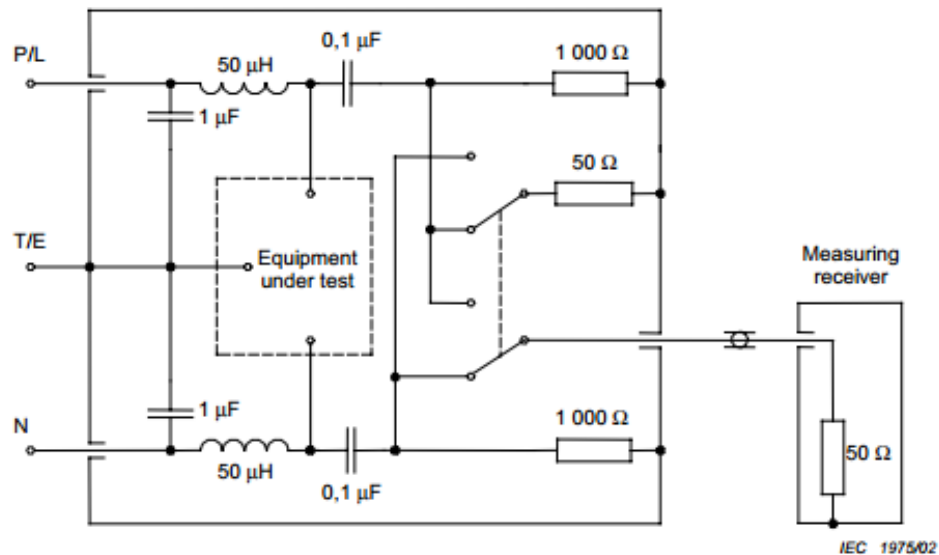 P/L
50 μH
0,1 μF
1 000 Ω
1 μF
50 Ω
T/E
Equipment
under test
Measuring
receiver
1 μF
N
50 μH
0,1 μF
1 000 Ω
50 Ω
IEC 1975/02